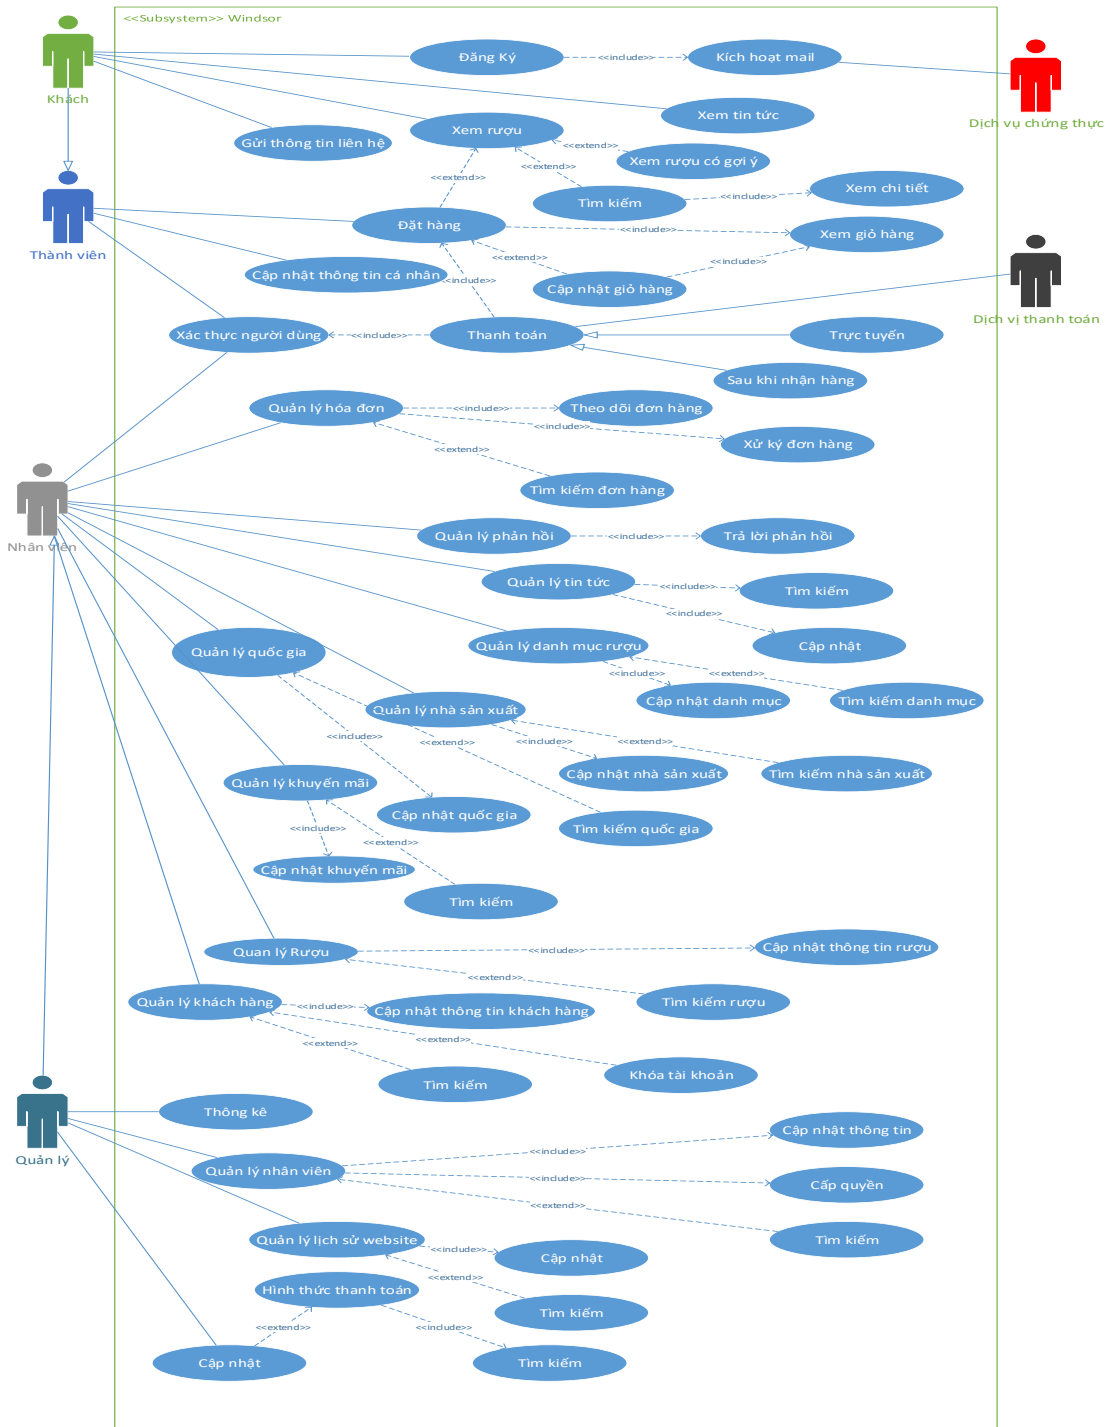 <<Subsystem>> Windsor
Khách
Đăng Ký
<<include>>
Kích hoạt mail
Dịch vụ chứng thực
Xem tin tức
Xem rượu
Gửi thông tin liên hệ
<<extend>>
Xem rượu có gợi ý
<<extend>>
<<extend>>
Tìm kiếm
Xem chi tiết
<<include>>
Thành viên
Đặt hàng
<<include>>
Xem giỏ hàng
<<extend>>
<<include>>
Cập nhật thông tin cá nhân
<<include>>
Cập nhật giỏ hàng
Dịch vị thanh toán
Xác thực người dùng
<<include>>
Thanh toán
Trực tuyến
Sau khi nhận hàng
Quản lý hóa đơn
<<include>>
Theo dõi đơn hàng
<<include>>
Xử ký đơn hàng
<<extend>>
Tìm kiếm đơn hàng
Nhân viên
Quản lý phản hồi
<<include>>
Trả lời phản hồi
Quản lý tin tức
<<include>>
Tìm kiếm
<<include>>
Cập nhật
Quản lý quốc gia
Quản lý danh mục rượu
<<include>>
<<extend>>
Cập nhật danh mục
Tìm kiếm danh mục
Quản lý nhà sản xuất
<<include>>
<<extend>>
<<include>>
<<extend>>
Cập nhật nhà sản xuất
Tìm kiếm nhà sản xuất
Quản lý khuyến mãi
Cập nhật quốc gia
Tìm kiếm quốc gia
<<include>>
<<extend>>
Cập nhật khuyến mãi
Tìm kiếm
Quan lý Rượu
<<include>>
Cập nhật thông tin rượu
<<extend>>
Tìm kiếm rượu
Quản lý khách hàng
<<include>>
Cập nhật thông tin khách hàng
<<extend>>
<<extend>>
Khóa tài khoản
Tìm kiếm
Quản lý
Thông kê
Cập nhật thông tin
<<include>>
Quản lý nhân viên
<<include>>
Cấp quyền
<<extend>>
Tìm kiếm
Quản lý lịch sử website
<<include>>
Cập nhật
<<extend>>
Tìm kiếm
Hình thức thanh toán
<<extend>>
<<include>>
Cập nhật
Tìm kiếm